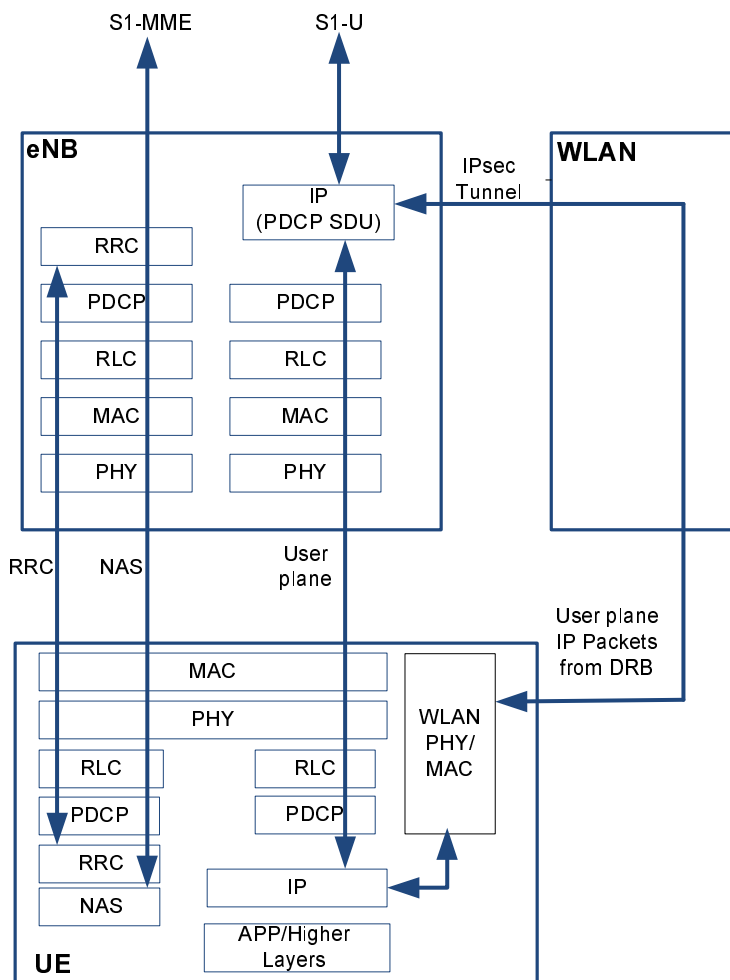 S1-MME
S1-U
eNB
WLAN
IPsec
Tunnel
IP
(PDCP SDU)
RRC
PDCP
PDCP
RLC
RLC
MAC
MAC
PHY
PHY
RRC
NAS
User
plane
User plane
IP Packets
from DRB
MAC
PHY
WLAN
PHY/
MAC
RLC
RLC
PDCP
PDCP
RRC
IP
NAS
APP/Higher
Layers
UE